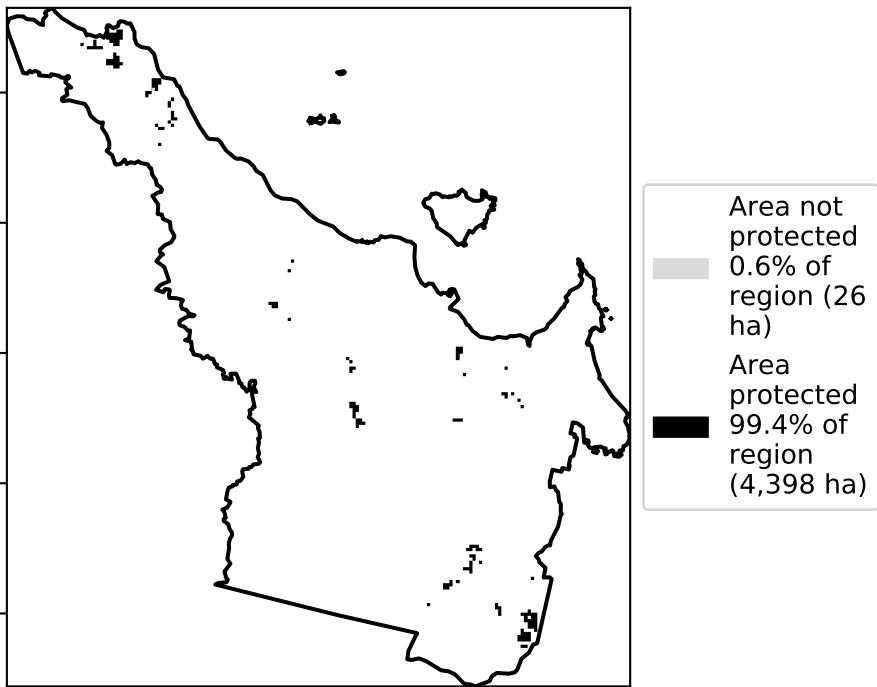 Area not
protected
0.6% of
region (26
ha)
Area
protected
99.4% of
region
(4,398 ha)